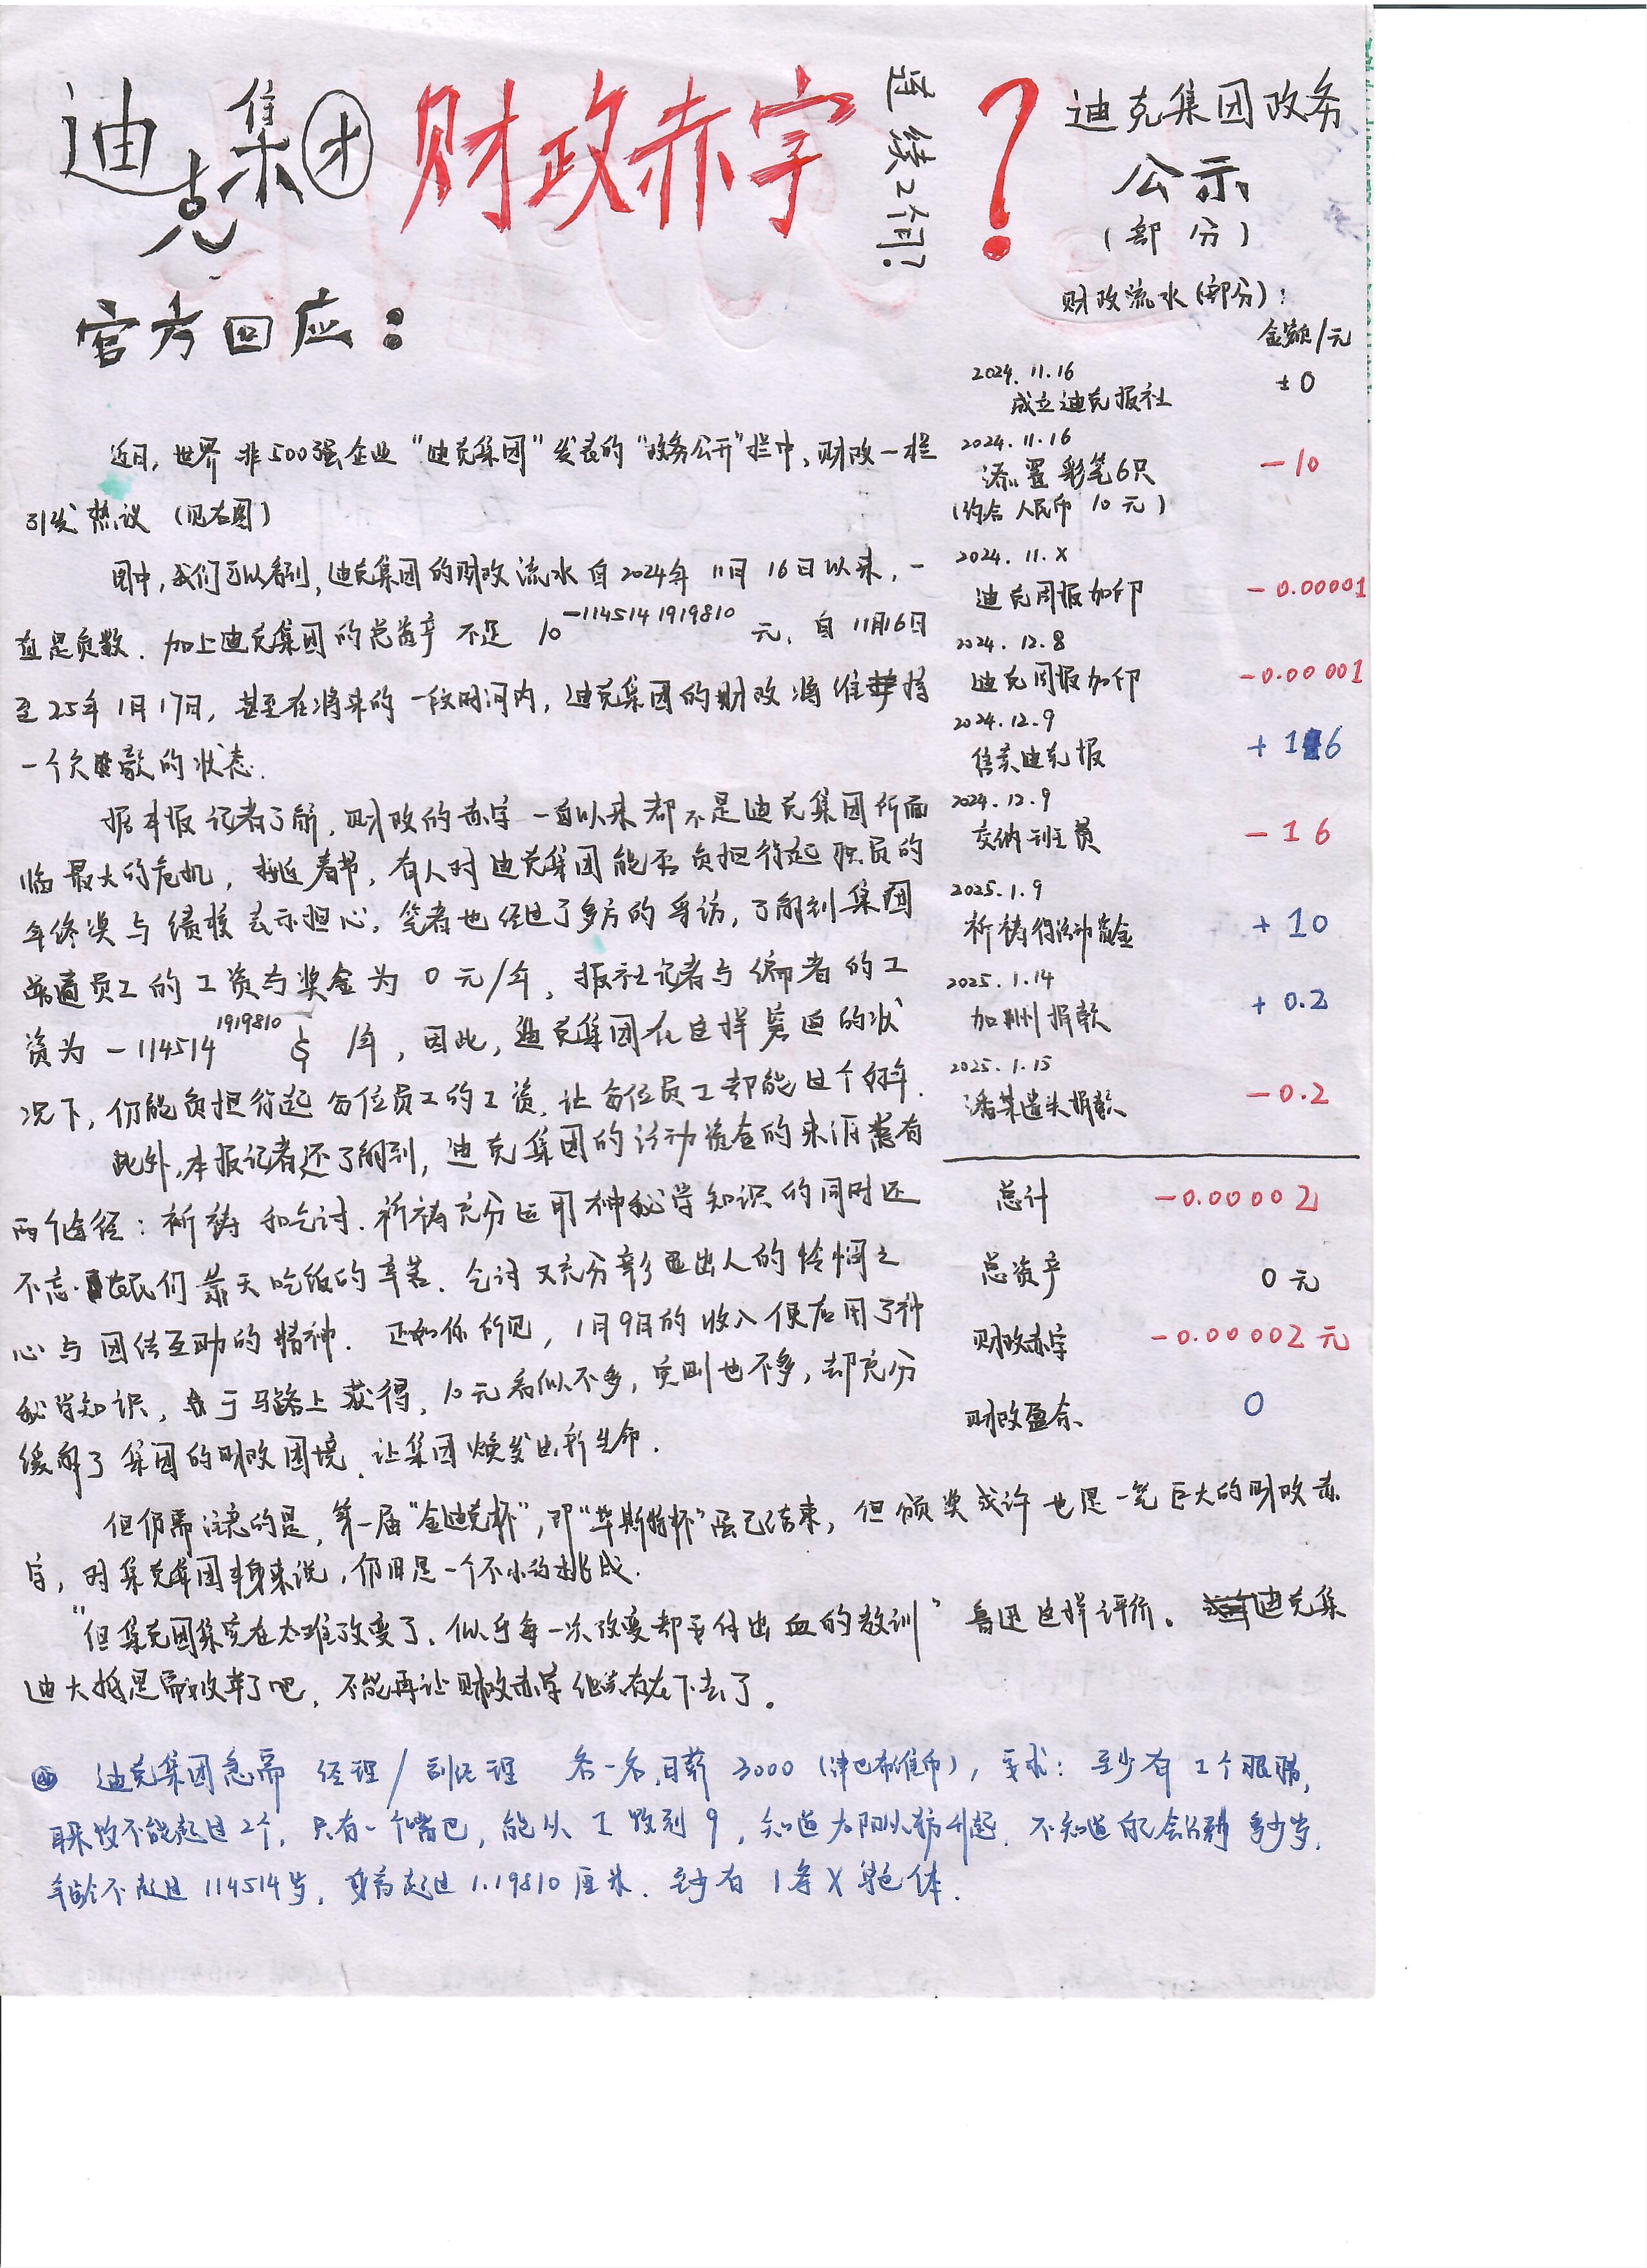 迪克集团 财政赤字 连续2个月? ?
官方回应:
近日,世界非500强企业“迪克集团”发表的“政务公开”栏中,财政一栏
引发热议(见右图)
图中,我们可以看到,迪克集团的财政流水自2024年11月16日以来,一
直是负数.加上迪克集团的总资产不足10^-1145141919810元,自11月16日
至25年1月17日,甚至在将来的一段时间内,迪克集团的财政将维持
一个欠款的状态.
据本报记者了解,财政的赤字一直以来都不是迪克集团所面
临最大的危机,接近春节,有人对迪克集团能否负担得起职员的
年终奖与绩效表示担心,笔者也经过了多方的采访,了解到集团
普通员工的工资与奖金为0元/年,报社记者与编者的工
资为-114514^1919810 /年,因此,迪克集团在这样窘迫的状
况下,仍能负担得起每位员工的工资,让每位员工都能过个好年.
此外,本报记者还了解到,迪克集团的活动资金的来源共有
两个途径:祈祷和乞讨.祈祷充分运用神秘学知识的同时还
不忘农民们靠天吃饭的辛苦.乞讨又充分彰显出人的怜悯之
心与团结互助的精神.正如你所见,1月9日的收入便启用了神
秘学知识,于马路上获得,10元看似不多,实则也不多,却充分
缓解了集团的财政困境,让集团焕发出新生命.
但仍需注意的是,第一届“金迪克杯”,即“华斯特杯”虽已结束,但颁奖或许也是一笔巨大的财政赤
字,对集克集团本身来说,仍旧是一个不小的挑战.
“但集克团集实在太难改变了,似乎每一次改变都要付出血的教训”鲁迅这样评价。迪克集
迪大抵是需改革了吧,不能再让财政赤字继续存在下去了。
迪克集团急需 经理/副经理 各一名,日薪3000(津巴布韦币),要求:至少有1个眼睛,
耳朵数不能超过2个,只有一个嘴巴,能从1数到9,知道太阳从东方升起.不知道自己会活到多少岁.
年龄不超过114514岁,身高超过1.19810厘米.至少有1条X染色体.
迪克集团政务
公示
(部分)
财政流水(部分):
金额/元
2024.11.16
成立迪克报社 ±0
2024.11.16
添置彩笔6只 -10
(约合人民币10元)
2024.11.X
迪克周报加印 -0.00001
2024.12.8
迪克周报加印 -0.00001
2024.12.9
售卖迪克报 +16
2024.12.9
交纳班费 -16
2025.1.9
祈祷得活动资金 +10
2025.1.14
加州捐款 +0.2
2025.1.15
潘某遗失捐款 -0.2
总计 -0.00002
总资产 0元
财政赤字 -0.00002元
财政盈余 0